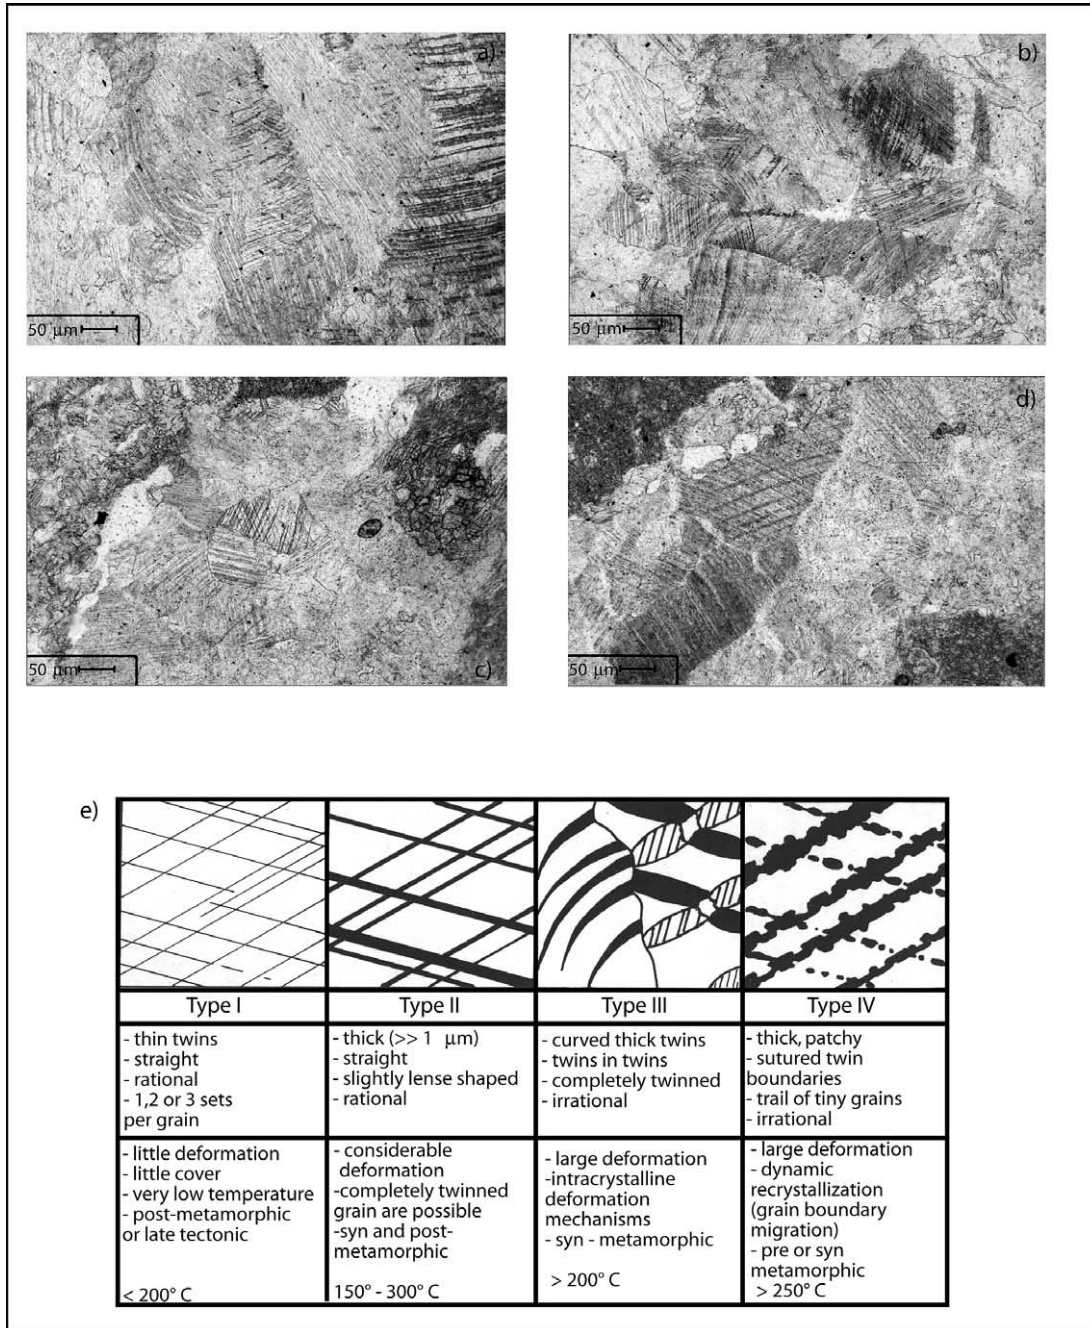 a)
b)
50 µm
50 µm
c)
d)
50 µm
50 µm
e)
Type I
Type II
Type III
Type IV
- thin twins
- straight
- rational
- 1,2 or 3 sets
per grain
- thick (>> 1 µm)
- straight
- slightly lense shaped
- rational
- curved thick twins
- twins in twins
- completely twinned
- irrational
- thick, patchy
- sutured twin
boundaries
- trail of tiny grains
- irrational
- little deformation
- little cover
- very low temperature
- post-metamorphic
or late tectonic
< 200° C
- considerable
deformation
-completely twinned
grain are possible
-syn and post-
metamorphic
150° - 300° C
- large deformation
-intracrystalline
deformation
mechanisms
- syn - metamorphic
> 200° C
- large deformation
- dynamic
recrystallization
(grain boundary
migration)
- pre or syn
metamorphic
> 250° C